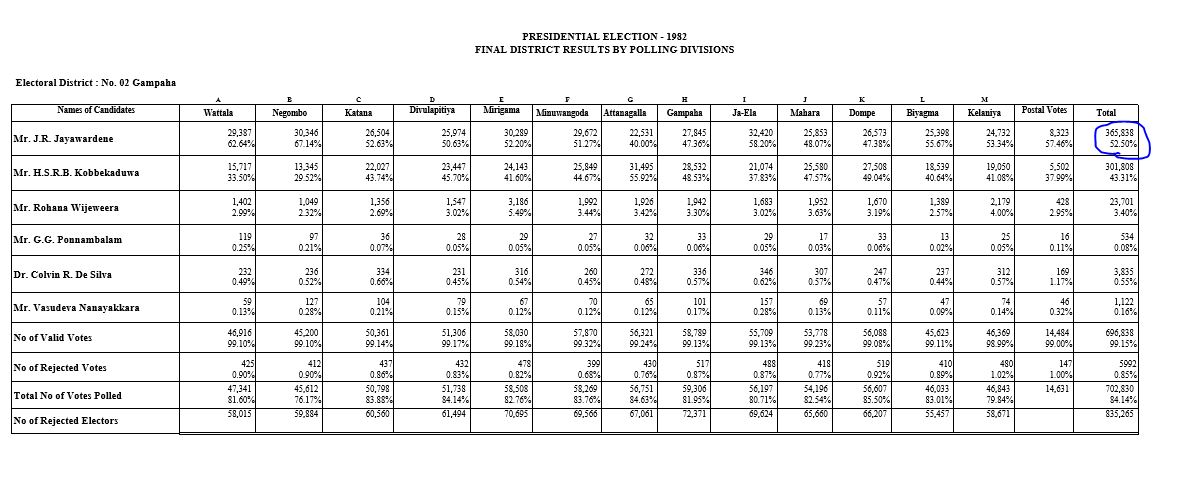 PRESIDENTIAL ELECTION - 1982
FINAL DISTRICT RESULTS BY POLLING DIVISIONS
Electoral District : No. 02 Gampaha
A B C D E F G H I J K L M
Names of Candidates Wattala Negombo Katana Divulapitiya Mirigama Minuwangoda Attanagalla Gampaha Ja-Ela Mahara Dompe Biyagma Kelaniya Postal Votes Total
Mr. J.R. Jayawardene 29,387 30,346 26,504 25,974 30,289 29,672 22,531 27,845 32,420 25,853 26,573 25,398 24,732 8,323 365,838
62.64% 67.14% 52.63% 50.63% 52.20% 51.27% 40.00% 47.36% 58.20% 48.07% 47.38% 55.67% 53.34% 57.46% 52.50%
Mr. H.S.R.B. Kobbekaduwa 15,717 13,345 22,027 23,447 24,143 25,849 31,495 28,532 21,074 25,580 27,508 18,539 19,050 5,502 301,808
33.50% 29.52% 43.74% 45.70% 41.60% 44.67% 55.92% 48.53% 37.83% 47.57% 49.04% 40.64% 41.08% 37.99% 43.31%
Mr. Rohana Wijeweera 1,402 1,049 1,356 1,547 3,186 1,992 1,926 1,942 1,683 1,952 1,670 1,389 2,179 428 23,701
2.99% 2.32% 2.69% 3.02% 5.49% 3.44% 3.42% 3.30% 3.02% 3.63% 3.19% 2.57% 4.00% 2.95% 3.40%
Mr. G.G. Ponnambalam 119 97 36 28 29 27 32 33 29 17 33 13 25 16 534
0.25% 0.21% 0.07% 0.05% 0.05% 0.05% 0.06% 0.06% 0.05% 0.03% 0.06% 0.02% 0.05% 0.11% 0.08%
Dr. Colvin R. De Silva 232 236 334 231 316 260 272 336 346 307 247 237 312 169 3,835
0.49% 0.52% 0.66% 0.45% 0.54% 0.45% 0.48% 0.57% 0.62% 0.57% 0.47% 0.44% 0.57% 1.17% 0.55%
Mr. Vasudeva Nanayakkara 59 127 104 79 67 70 65 101 157 69 57 47 74 46 1,122
0.13% 0.28% 0.21% 0.15% 0.12% 0.12% 0.12% 0.17% 0.28% 0.13% 0.11% 0.09% 0.14% 0.32% 0.16%
No of Valid Votes 46,916 45,200 50,361 51,306 58,030 57,870 56,321 58,789 55,709 53,778 56,088 45,623 46,369 14,484 696,838
99.10% 99.10% 99.14% 99.17% 99.18% 99.32% 99.24% 99.13% 99.13% 99.23% 99.08% 99.11% 98.99% 99.00% 99.15%
No of Rejected Votes 425 412 437 432 478 399 430 517 488 418 519 410 480 147 5992
0.90% 0.90% 0.86% 0.83% 0.82% 0.68% 0.76% 0.87% 0.87% 0.77% 0.92% 0.89% 1.02% 1.00% 0.85%
Total No of Votes Polled 47,341 45,612 50,798 51,738 58,508 58,269 56,751 59,306 56,197 54,196 56,607 46,033 46,843 14,631 702,830
81.60% 76.17% 83.88% 84.14% 82.76% 83.76% 84.63% 81.95% 80.71% 82.54% 85.50% 83.01% 79.84% 84.14%
No of Rejected Electors 58,015 59,884 60,560 61,494 70,695 69,566 67,061 72,371 69,624 65,660 66,207 55,457 58,671 835,265